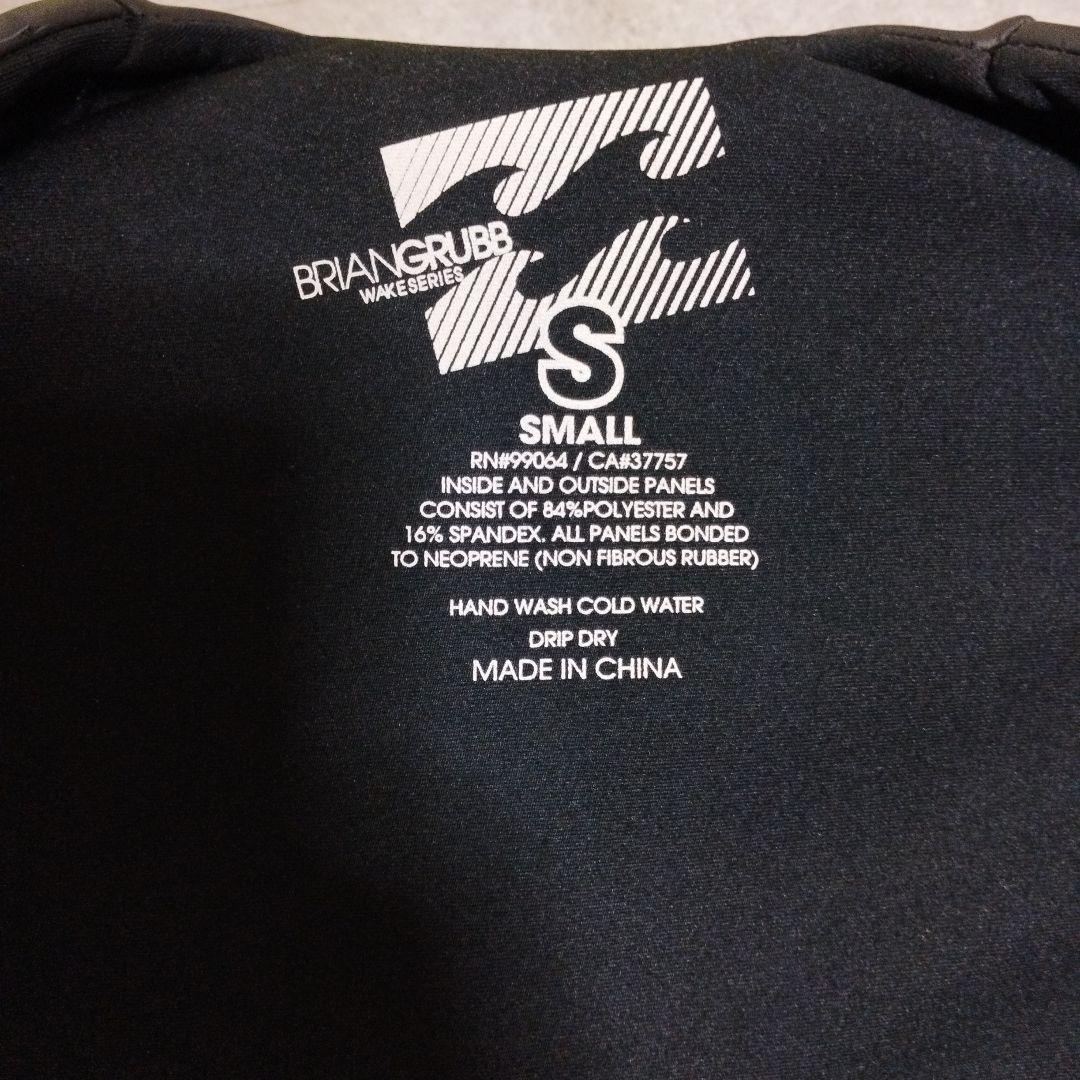 BRIANGRUBB
WAKESERIES
S
SMALL
RN#99064 / CA#37757
INSIDE AND OUTSIDE PANELS
CONSIST OF 84%POLYESTER AND
16% SPANDEX. ALL PANELS BONDED
TO NEOPRENE (NON FIBROUS RUBBER)
HAND WASH COLD WATER
DRIP DRY
MADE IN CHINA